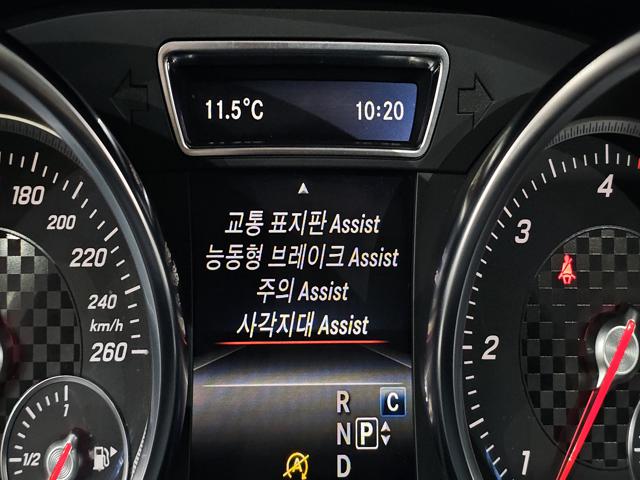 11.5°C 10:20
교통 표지판 Assist
능동형 브레이크 Assist
주의 Assist
사각지대 Assist
R C
N P
D
A
180
200
220
240
km/h
260
1
1/2
4
3
2
1